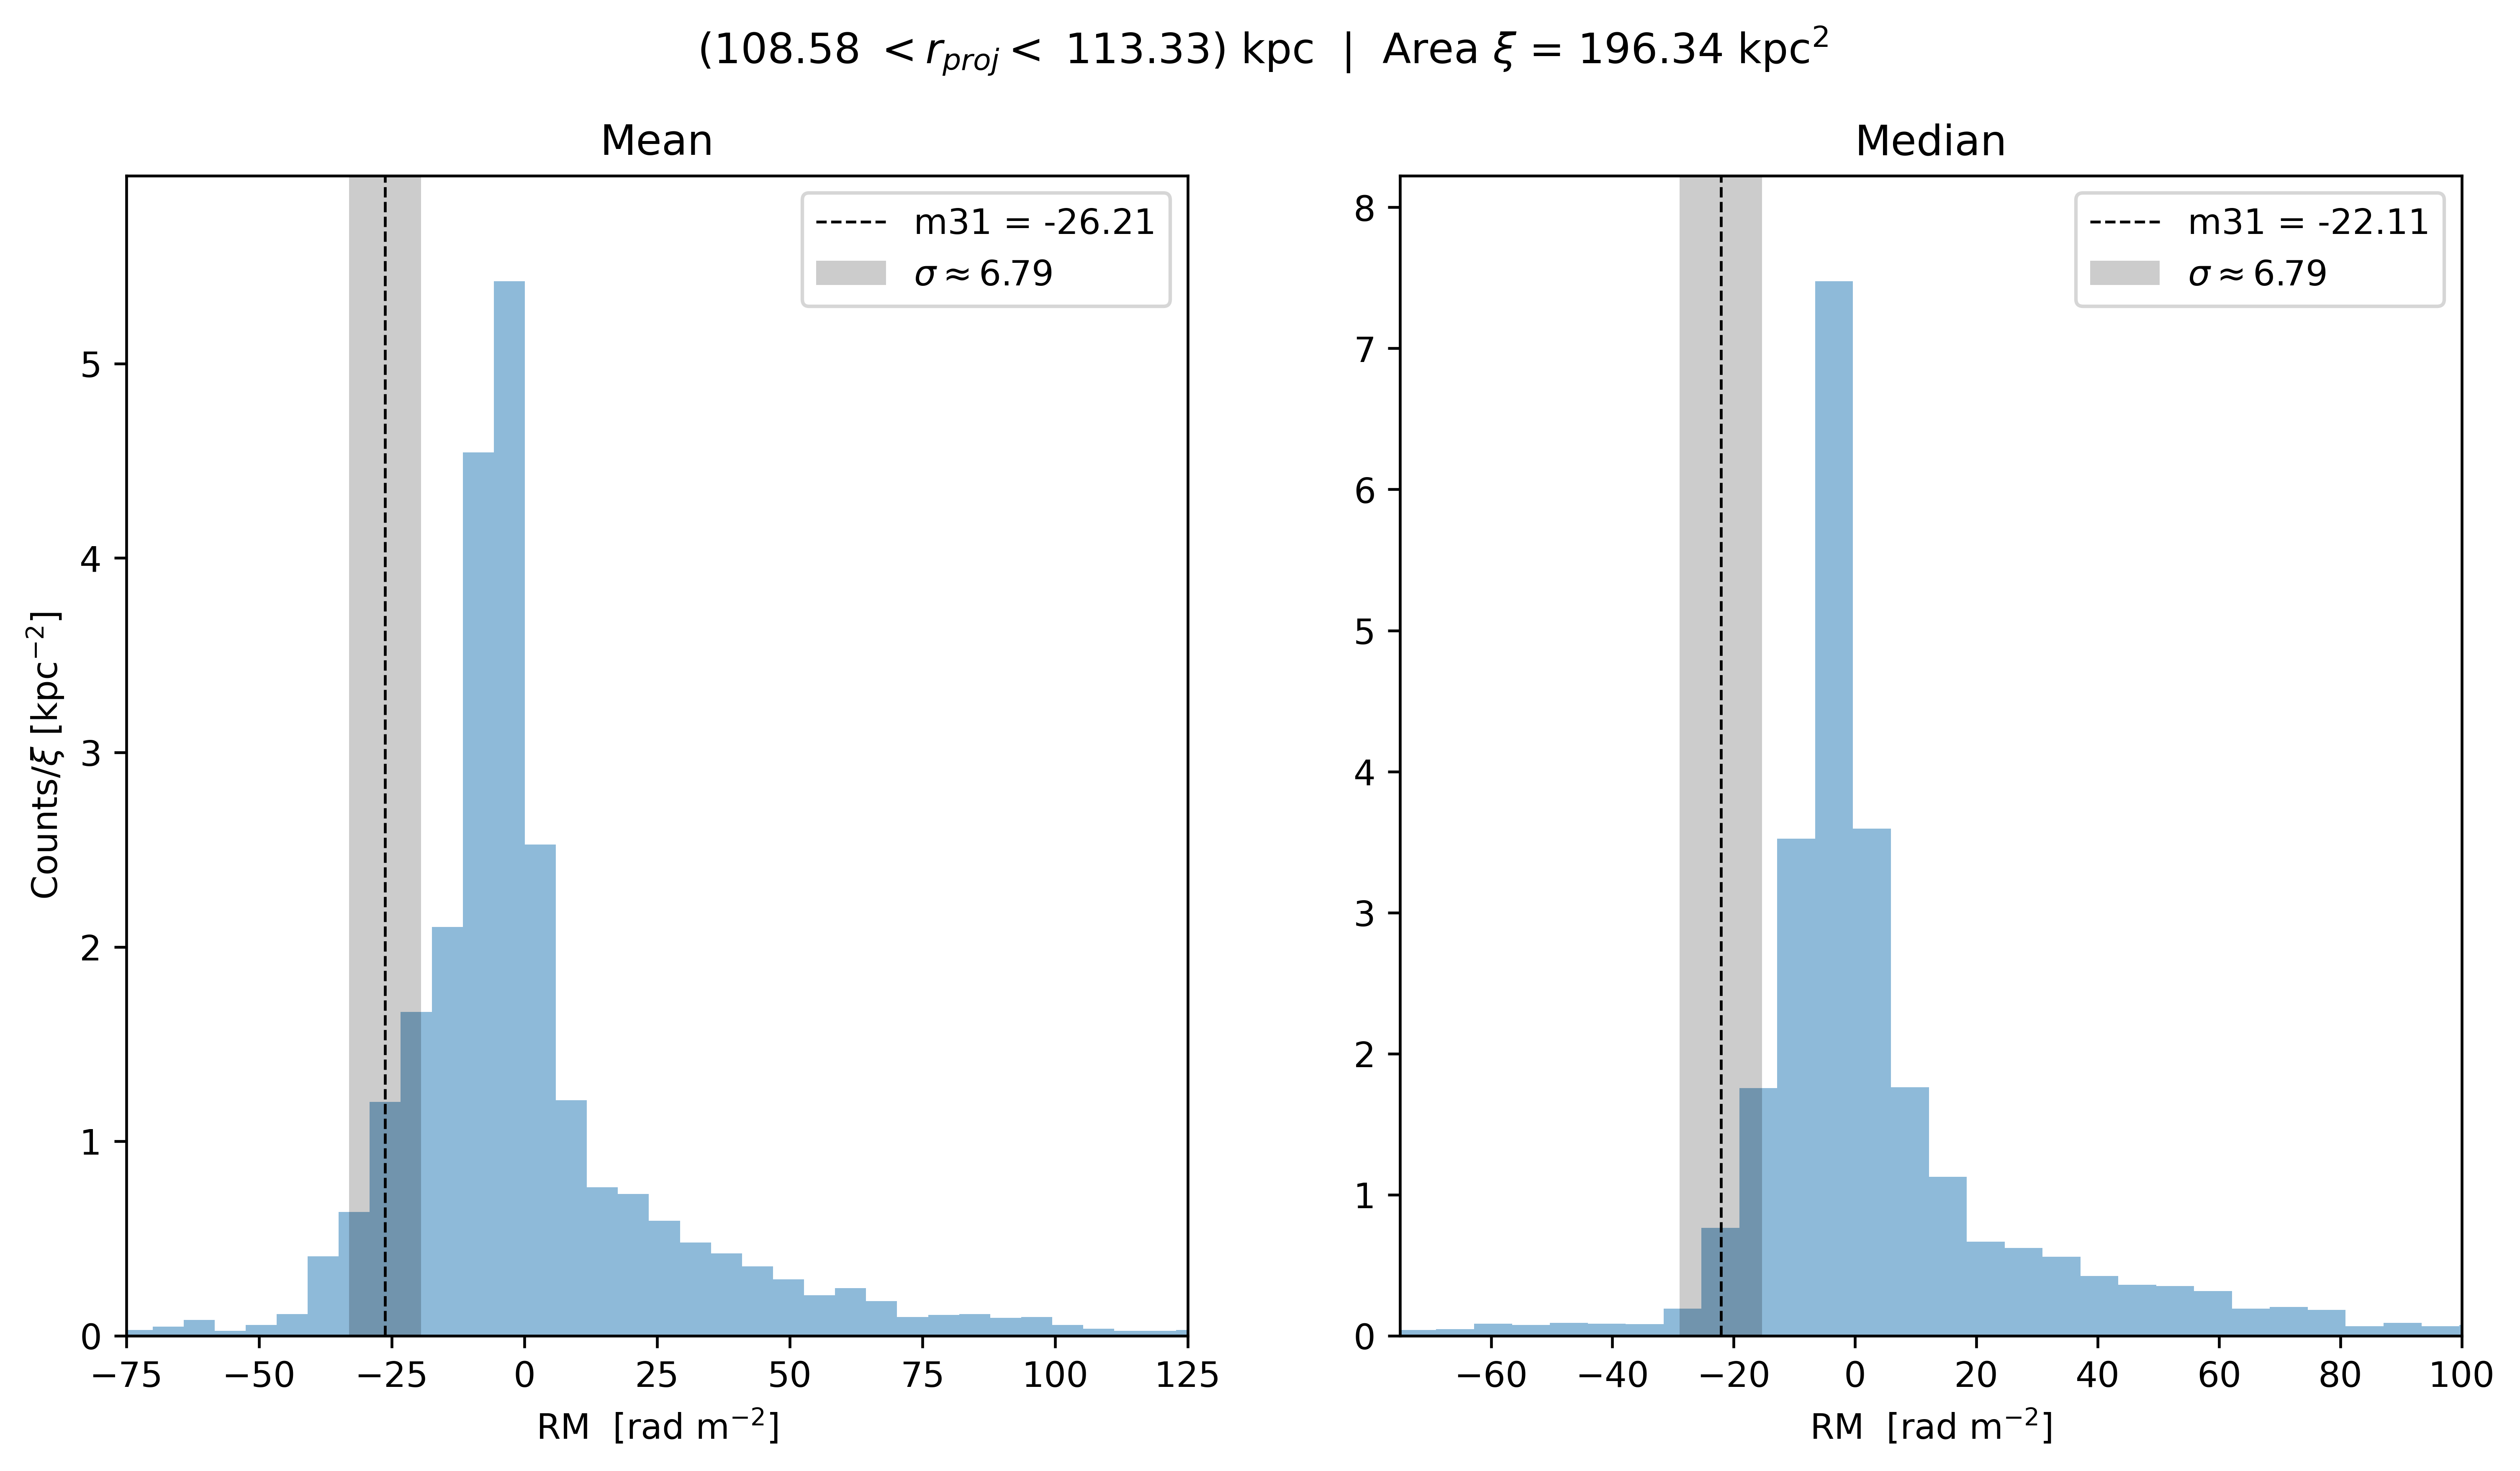 (108.58 < r_proj < 113.33) kpc | Area ξ = 196.34 kpc²
Mean
m31 = -26.21
σ ≈ 6.79
5
4
3
2
1
0
Counts/ξ [kpc⁻²]
−75 −50 −25 0 25 50 75 100 125
RM [rad m⁻²]
Median
m31 = -22.11
σ ≈ 6.79
8
7
6
5
4
3
2
1
0
−60 −40 −20 0 20 40 60 80 100
RM [rad m⁻²]